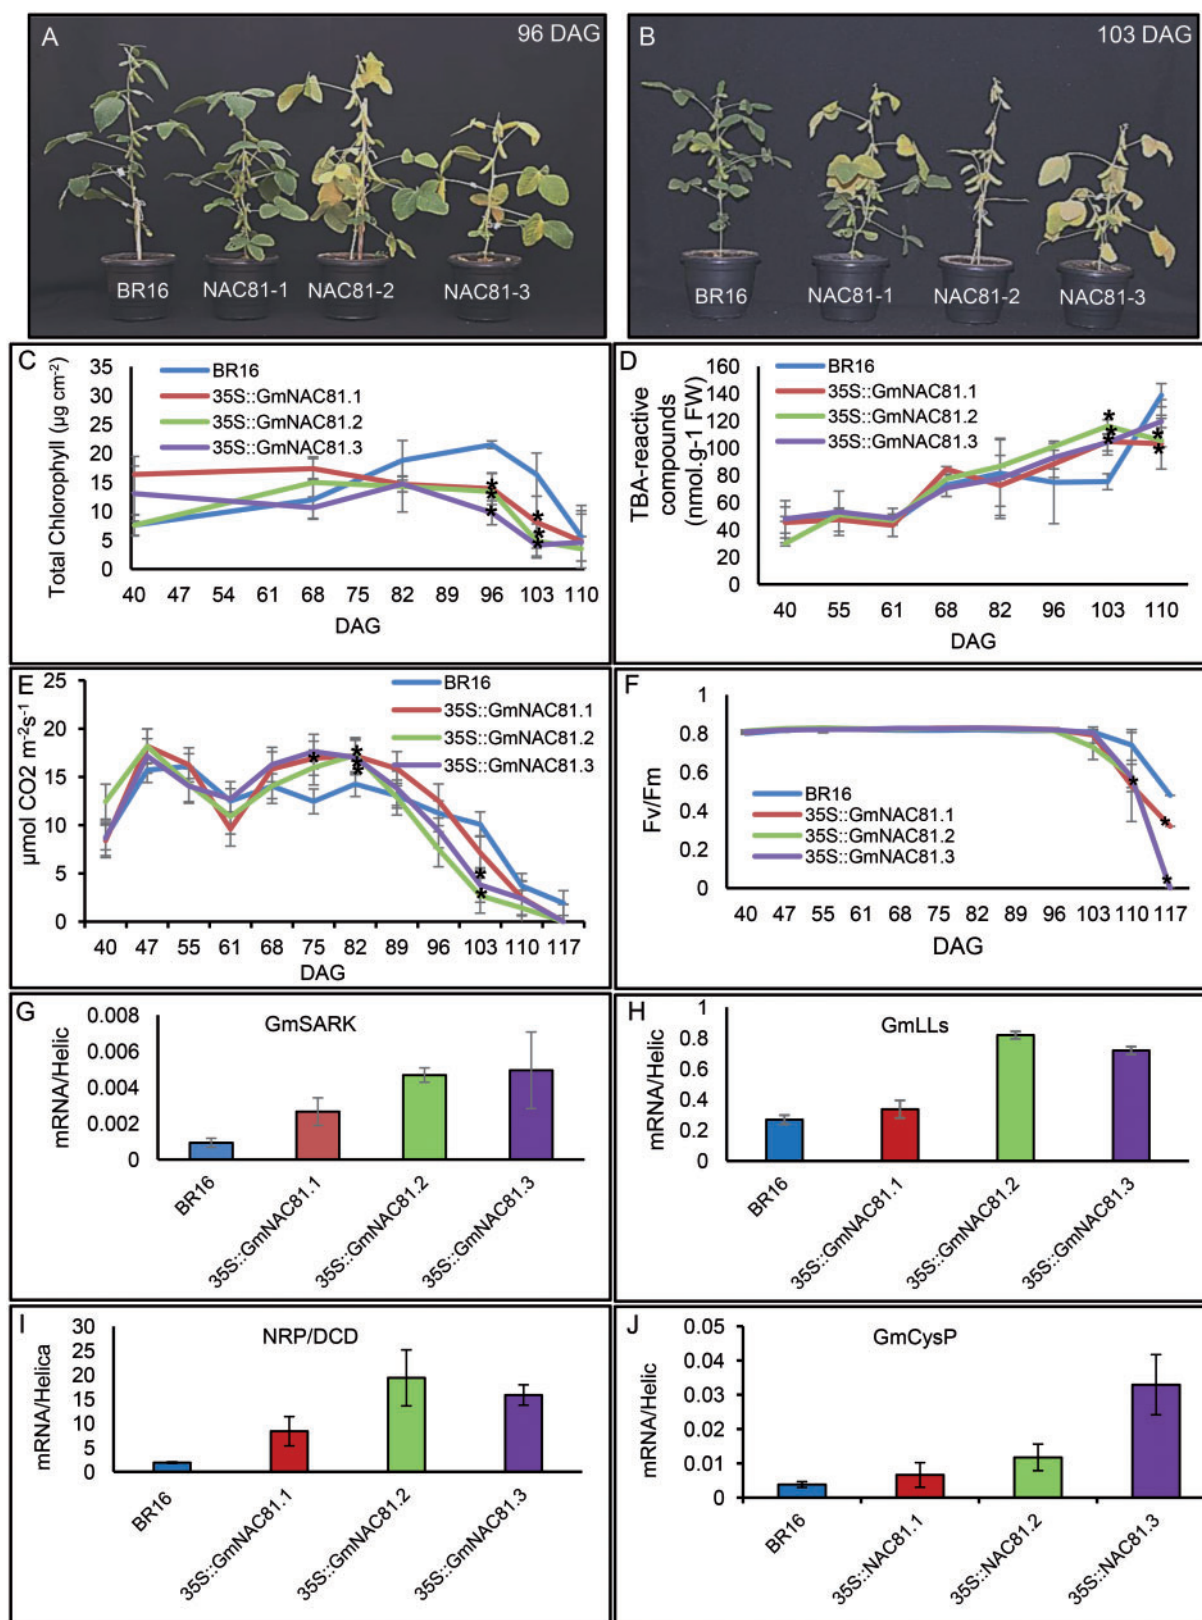 A
96 DAG
BR16
NAC81-1
NAC81-2
NAC81-3
B
103 DAG
BR16
NAC81-1
NAC81-2
NAC81-3
C
Total Chlorophyll (µg cm⁻²)
35
30
25
20
15
10
5
0
BR16
35S::GmNAC81.1
35S::GmNAC81.2
35S::GmNAC81.3
* * * * * *
40 47 54 61 68 75 82 89 96 103 110
DAG
D
TBA-reactive
compounds
(nmol.g-1 FW)
160
140
120
100
80
60
40
20
0
BR16
35S::GmNAC81.1
35S::GmNAC81.2
35S::GmNAC81.3
* * * * *
40 55 61 68 82 96 103 110
DAG
E
µmol CO2 m⁻²s⁻¹
25
20
15
10
5
0
BR16
35S::GmNAC81.1
35S::GmNAC81.2
35S::GmNAC81.3
* * * * * *
40 47 55 61 68 75 82 89 96 103 110 117
DAG
F
Fv/Fm
1
0.8
0.6
0.4
0.2
0
BR16
35S::GmNAC81.1
35S::GmNAC81.2
35S::GmNAC81.3
* * *
40 47 55 61 68 75 82 89 96 103 110 117
DAG
G
GmSARK
mRNA/Helic
0.008
0.006
0.004
0.002
0
BR16
35S::GmNAC81.1
35S::GmNAC81.2
35S::GmNAC81.3
H
GmLLs
mRNA/Helic
1
0.8
0.6
0.4
0.2
0
BR16
35S::GmNAC81.1
35S::GmNAC81.2
35S::GmNAC81.3
I
NRP/DCD
mRNA/Helica
30
25
20
15
10
5
0
BR16
35S::GmNAC81.1
35S::GmNAC81.2
35S::GmNAC81.3
J
GmCysP
mRNA/Helic
0.05
0.04
0.03
0.02
0.01
0
BR16
35S::NAC81.1
35S::NAC81.2
35S::NAC81.3